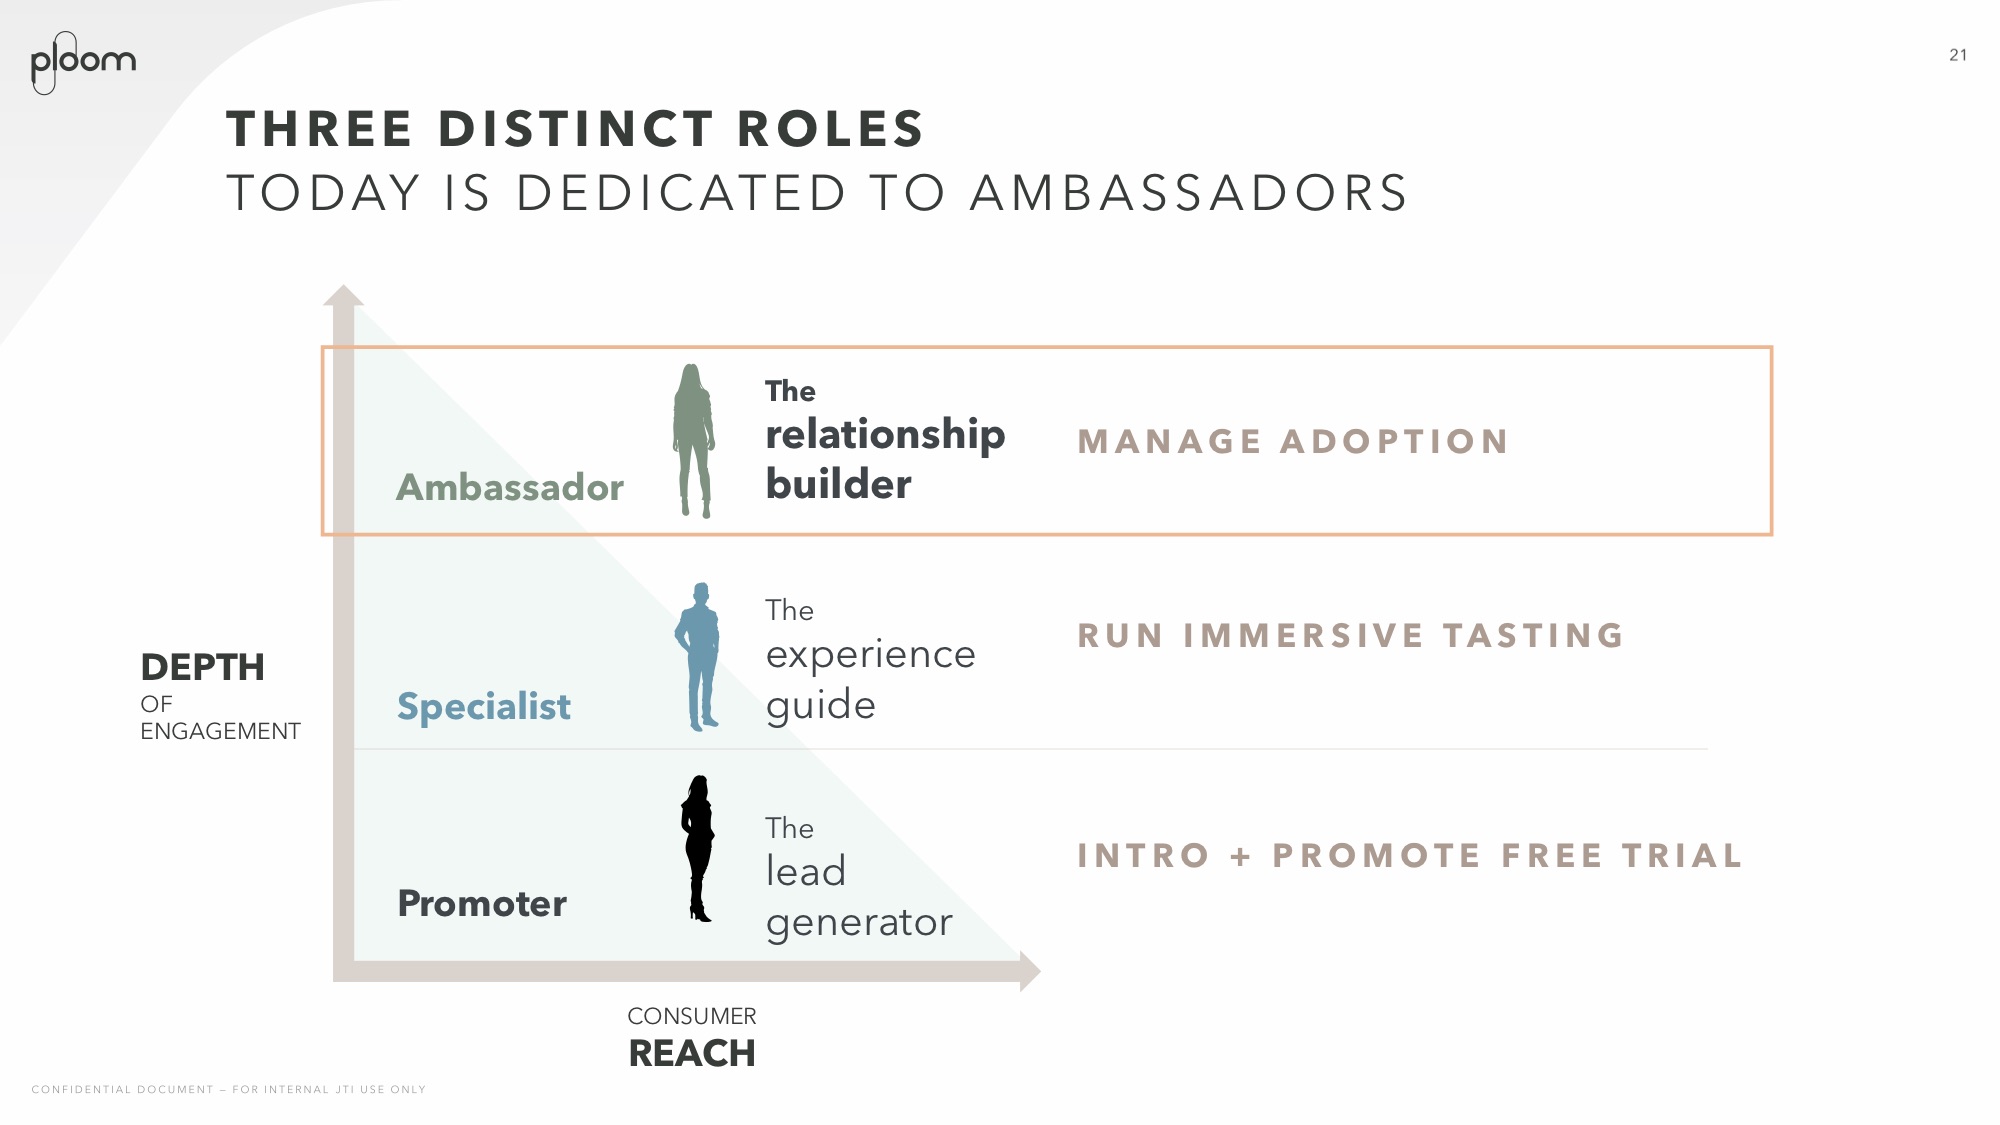 ploom
21
THREE DISTINCT ROLES
TODAY IS DEDICATED TO AMBASSADORS
Ambassador
The
relationship
builder
MANAGE ADOPTION
DEPTH
OF
ENGAGEMENT
Specialist
The
experience
guide
RUN IMMERSIVE TASTING
Promoter
The
lead
generator
INTRO + PROMOTE FREE TRIAL
CONSUMER
REACH
CONFIDENTIAL DOCUMENT – FOR INTERNAL JTI USE ONLY